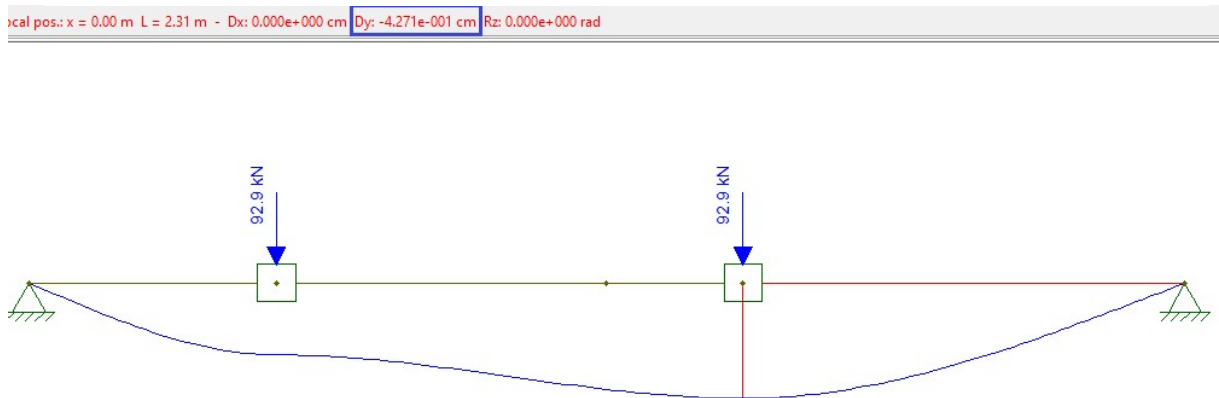 ocal pos.: x = 0.00 m L = 2.31 m - Dx: 0.000e+000 cm Dy: -4.271e-001 cm Rz: 0.000e+000 rad
92.9 kN
92.9 kN